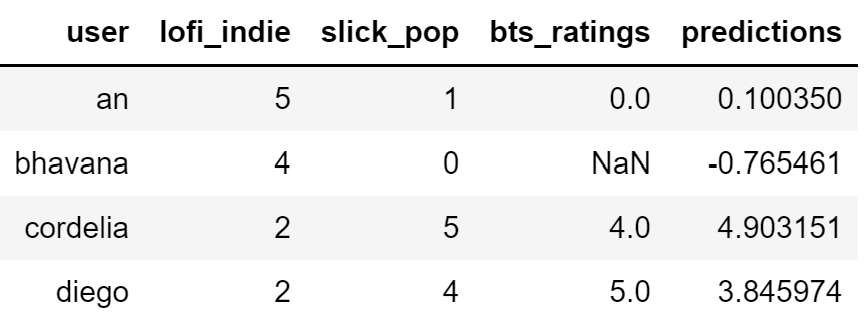 user lofi_indie slick_pop bts_ratings predictions
an 5 1 0.0 0.100350
bhavana 4 0 NaN -0.765461
cordelia 2 5 4.0 4.903151
diego 2 4 5.0 3.845974